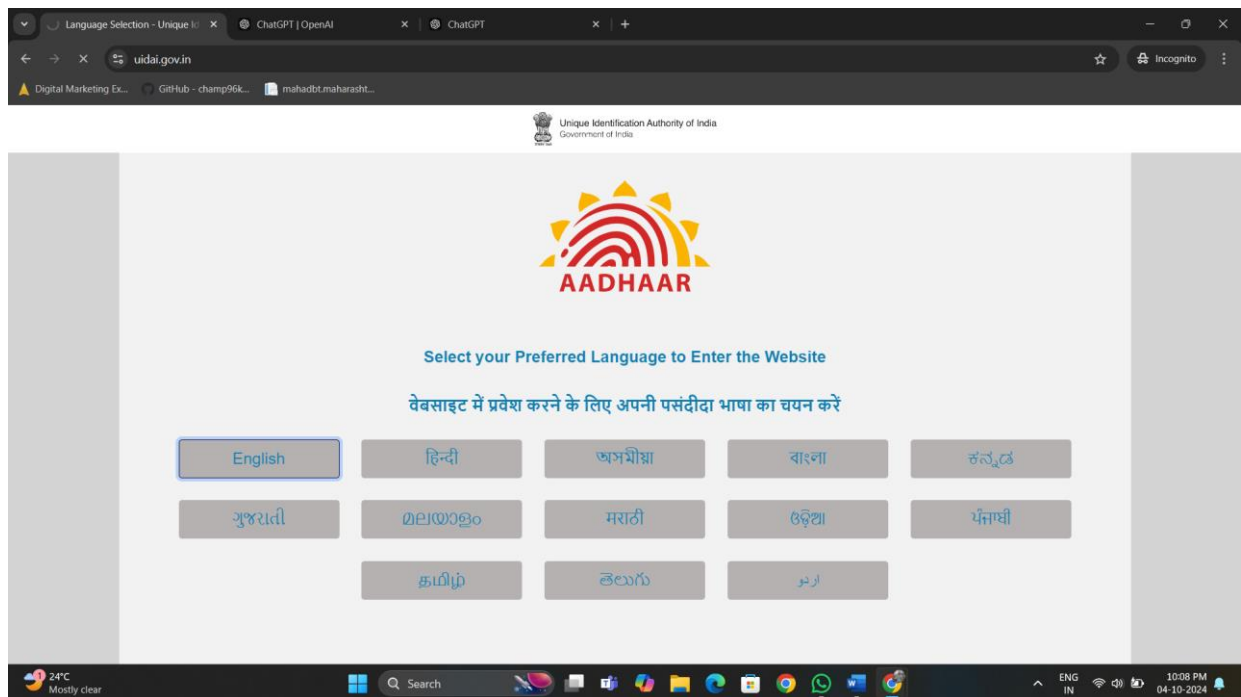 Language Selection - Unique Id
ChatGPT | OpenAI
ChatGPT
uidai.gov.in
Incognito
Digital Marketing Ex...
GitHub - champ96k...
mahadbt.maharasht...
Unique Identification Authority of India
Government of India
AADHAAR
Select your Preferred Language to Enter the Website
वेबसाइट में प्रवेश करने के लिए अपनी पसंदीदा भाषा का चयन करें
English हिन्दी অসমীয়া বাংলা ಕನ್ನಡ
ગુજરાતી മലയാളം मराठी ଓଡ଼ିଆ ਪੰਜਾਬੀ
தமிழ் తెలుగు اردو
1
24°C
Mostly clear
Search
ENG
IN
10:08 PM
04-10-2024